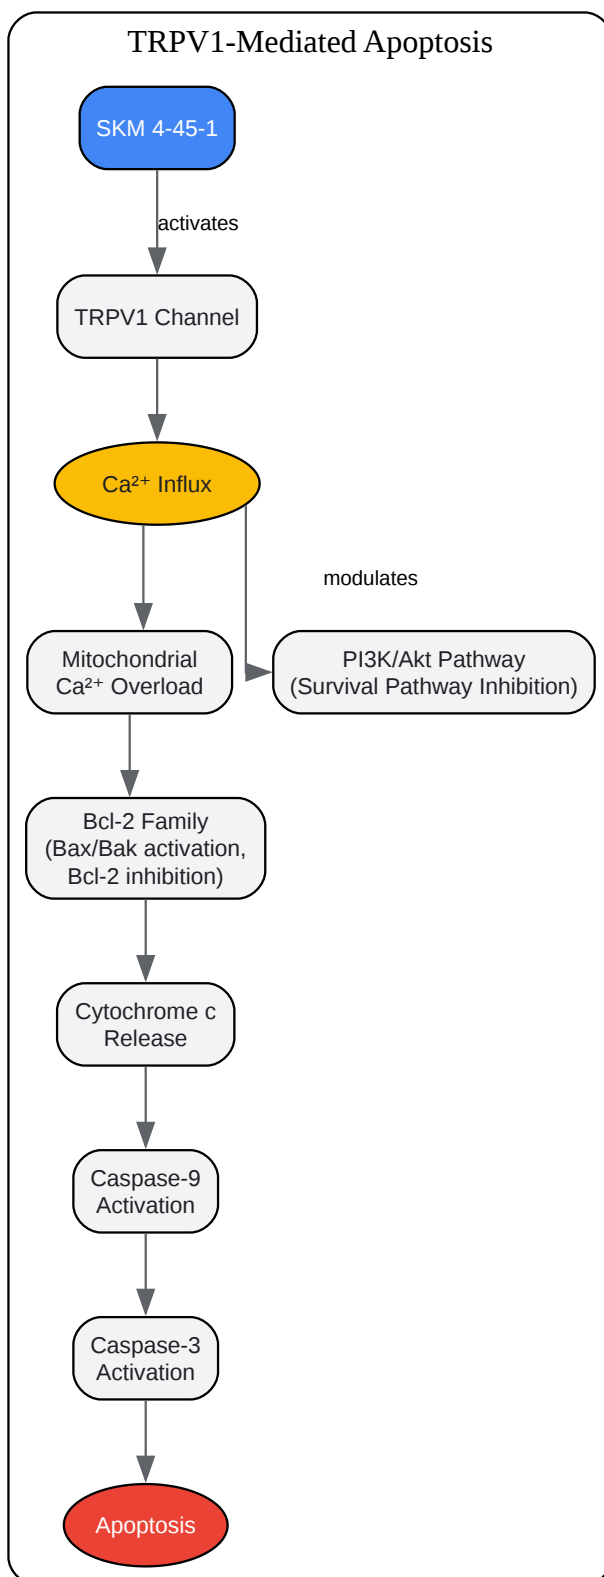 TRPV1-Mediated Apoptosis
SKM 4-45-1
activates
TRPV1 Channel
Ca²⁺ Influx
modulates
Mitochondrial
Ca²⁺ Overload
PI3K/Akt Pathway
(Survival Pathway Inhibition)
Bcl-2 Family
(Bax/Bak activation,
Bcl-2 inhibition)
Cytochrome c
Release
Caspase-9
Activation
Caspase-3
Activation
Apoptosis